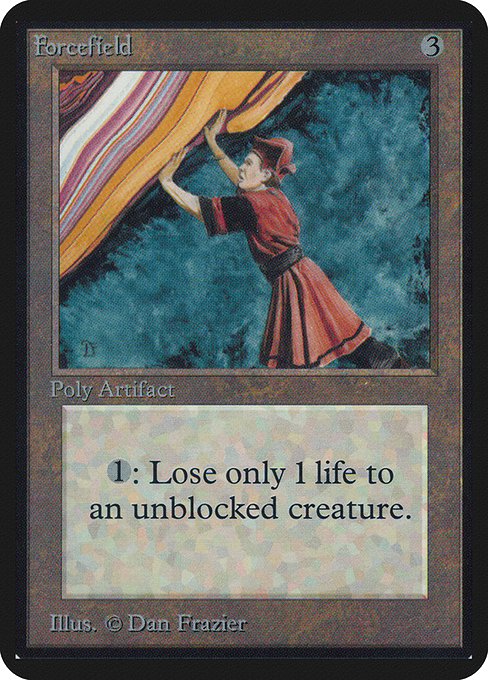 Forcefield 3
Poly Artifact
1: Lose only 1 life to
an unblocked creature.
Illus. © Dan Frazier